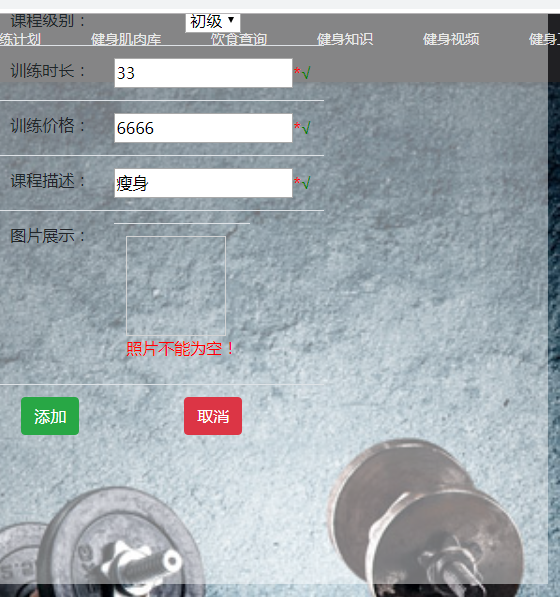 课程级别： 初级
练计划 健身肌肉库 饮食查询 健身知识 健身视频
训练时长： 33 *√
训练价格： 6666 *√
课程描述： 瘦身 *√
图片展示：
照片不能为空！
添加 取消